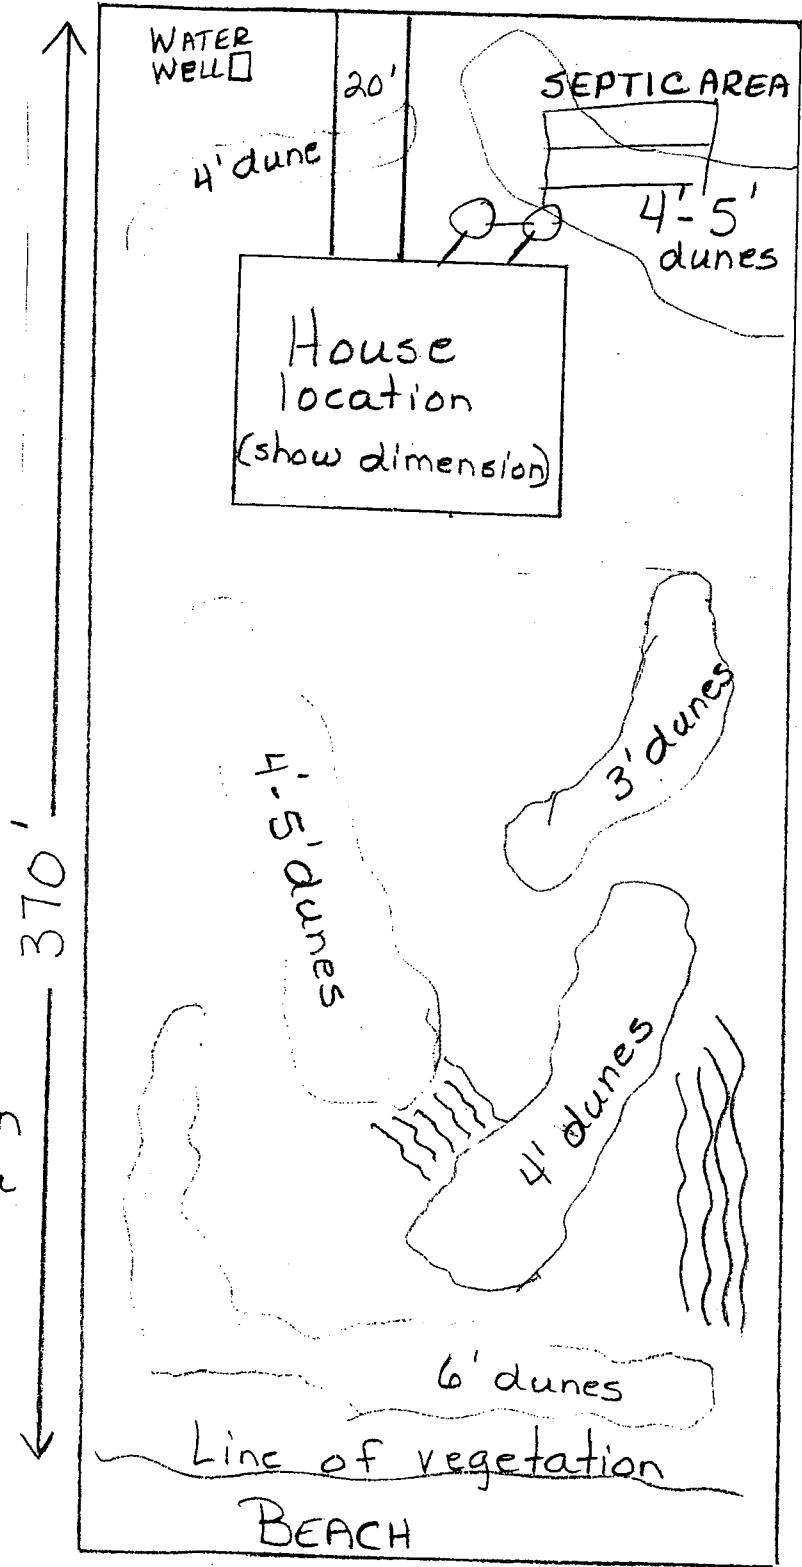 WATER
WELL
20'
SEPTIC AREA
4' dune
4'-5'
dunes
House
location
(show dimension)
3' dunes
4'-5' dunes
370'
4' dunes
6' dunes
Line of vegetation
BEACH